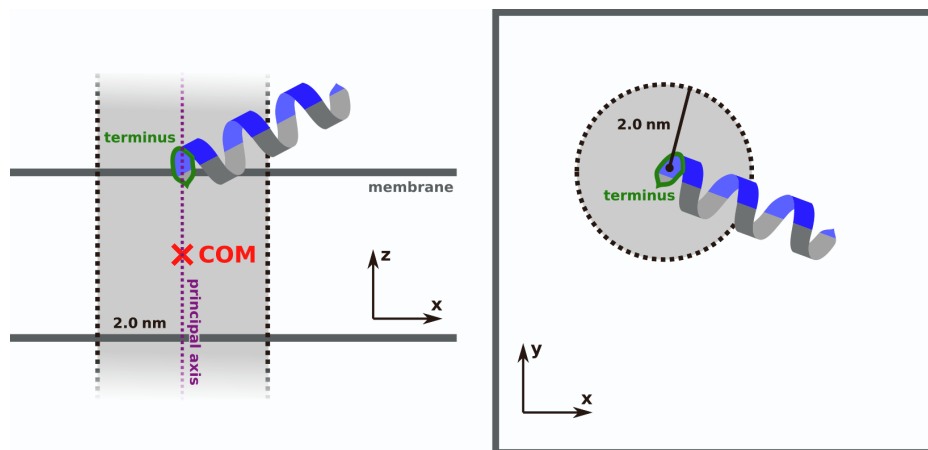 terminus
membrane
COM
z
x
2.0 nm
principal axis
2.0 nm
terminus
y
x